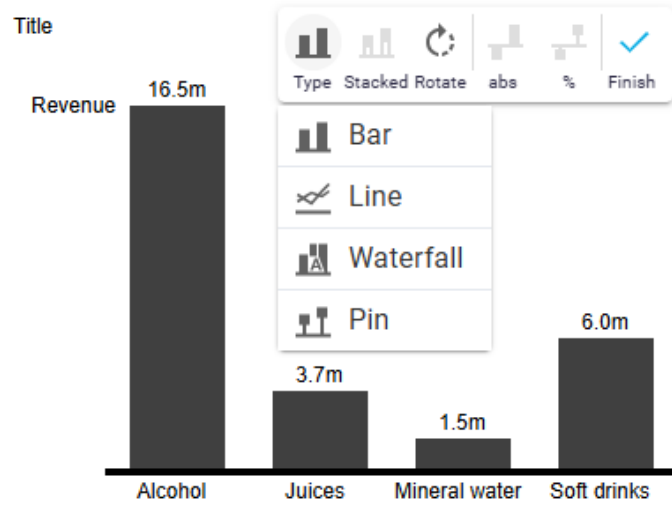 Title
Type Stacked Rotate abs % Finish
Revenue
16.5m
Bar
Line
A
Waterfall
Pin
6.0m
3.7m
1.5m
Alcohol Juices Mineral water Soft drinks